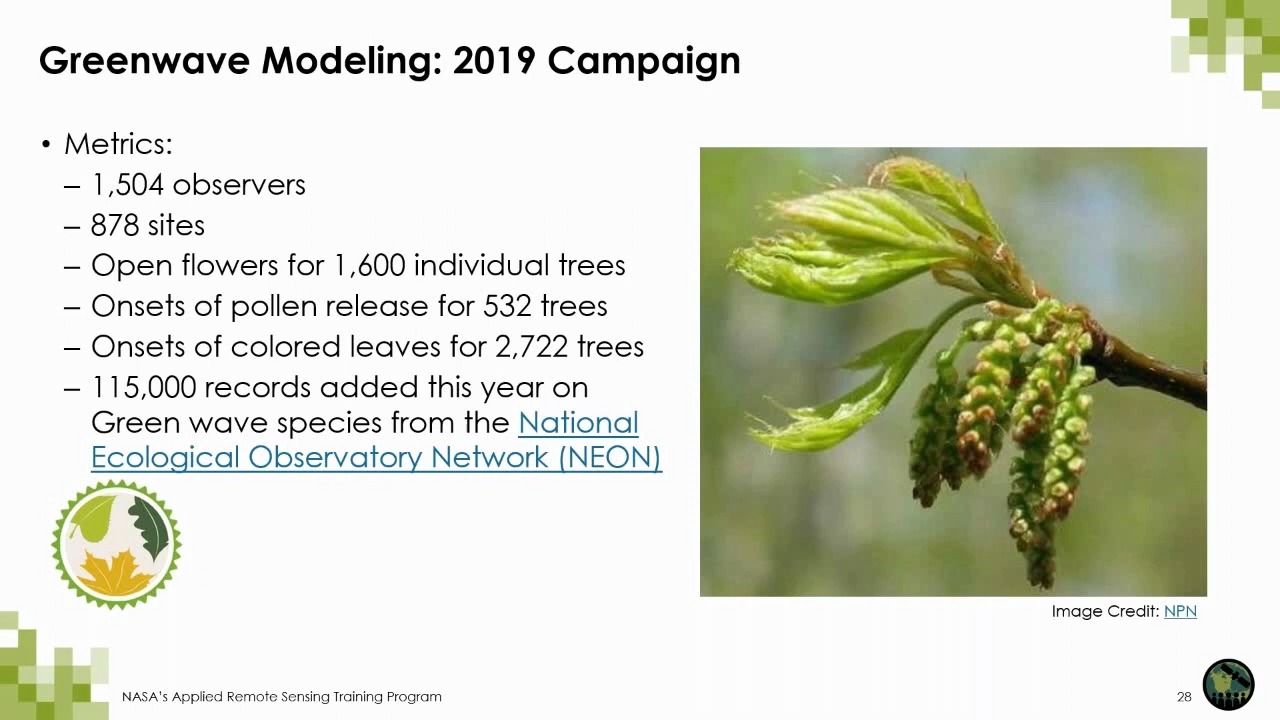 Greenwave Modeling: 2019 Campaign
• Metrics:
– 1,504 observers
– 878 sites
– Open flowers for 1,600 individual trees
– Onsets of pollen release for 532 trees
– Onsets of colored leaves for 2,722 trees
– 115,000 records added this year on
Green wave species from the National
Ecological Observatory Network (NEON)
Image Credit: NPN
NASA's Applied Remote Sensing Training Program
28